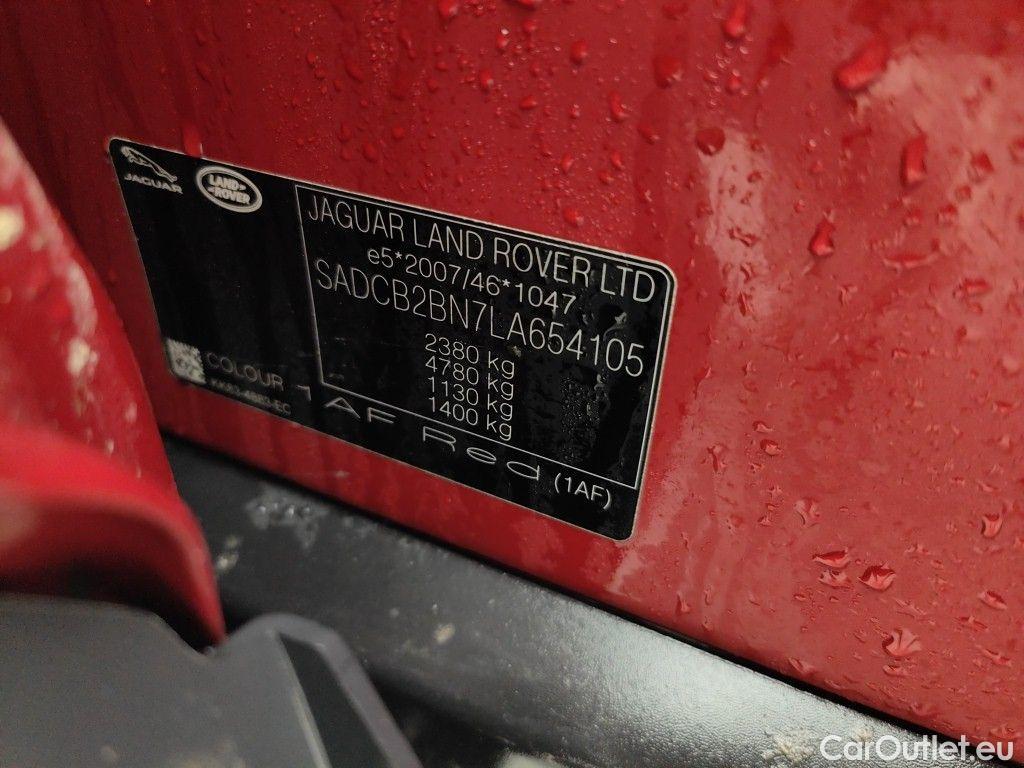 JAGUAR
LAND ROVER
JAGUAR LAND ROVER LTD
e5*2007/46*1047
SADCB2BN7LA654105
2380 kg
4780 kg
1130 kg
1400 kg
COLOUR 1AF Red (1AF)
CarOutlet.eu